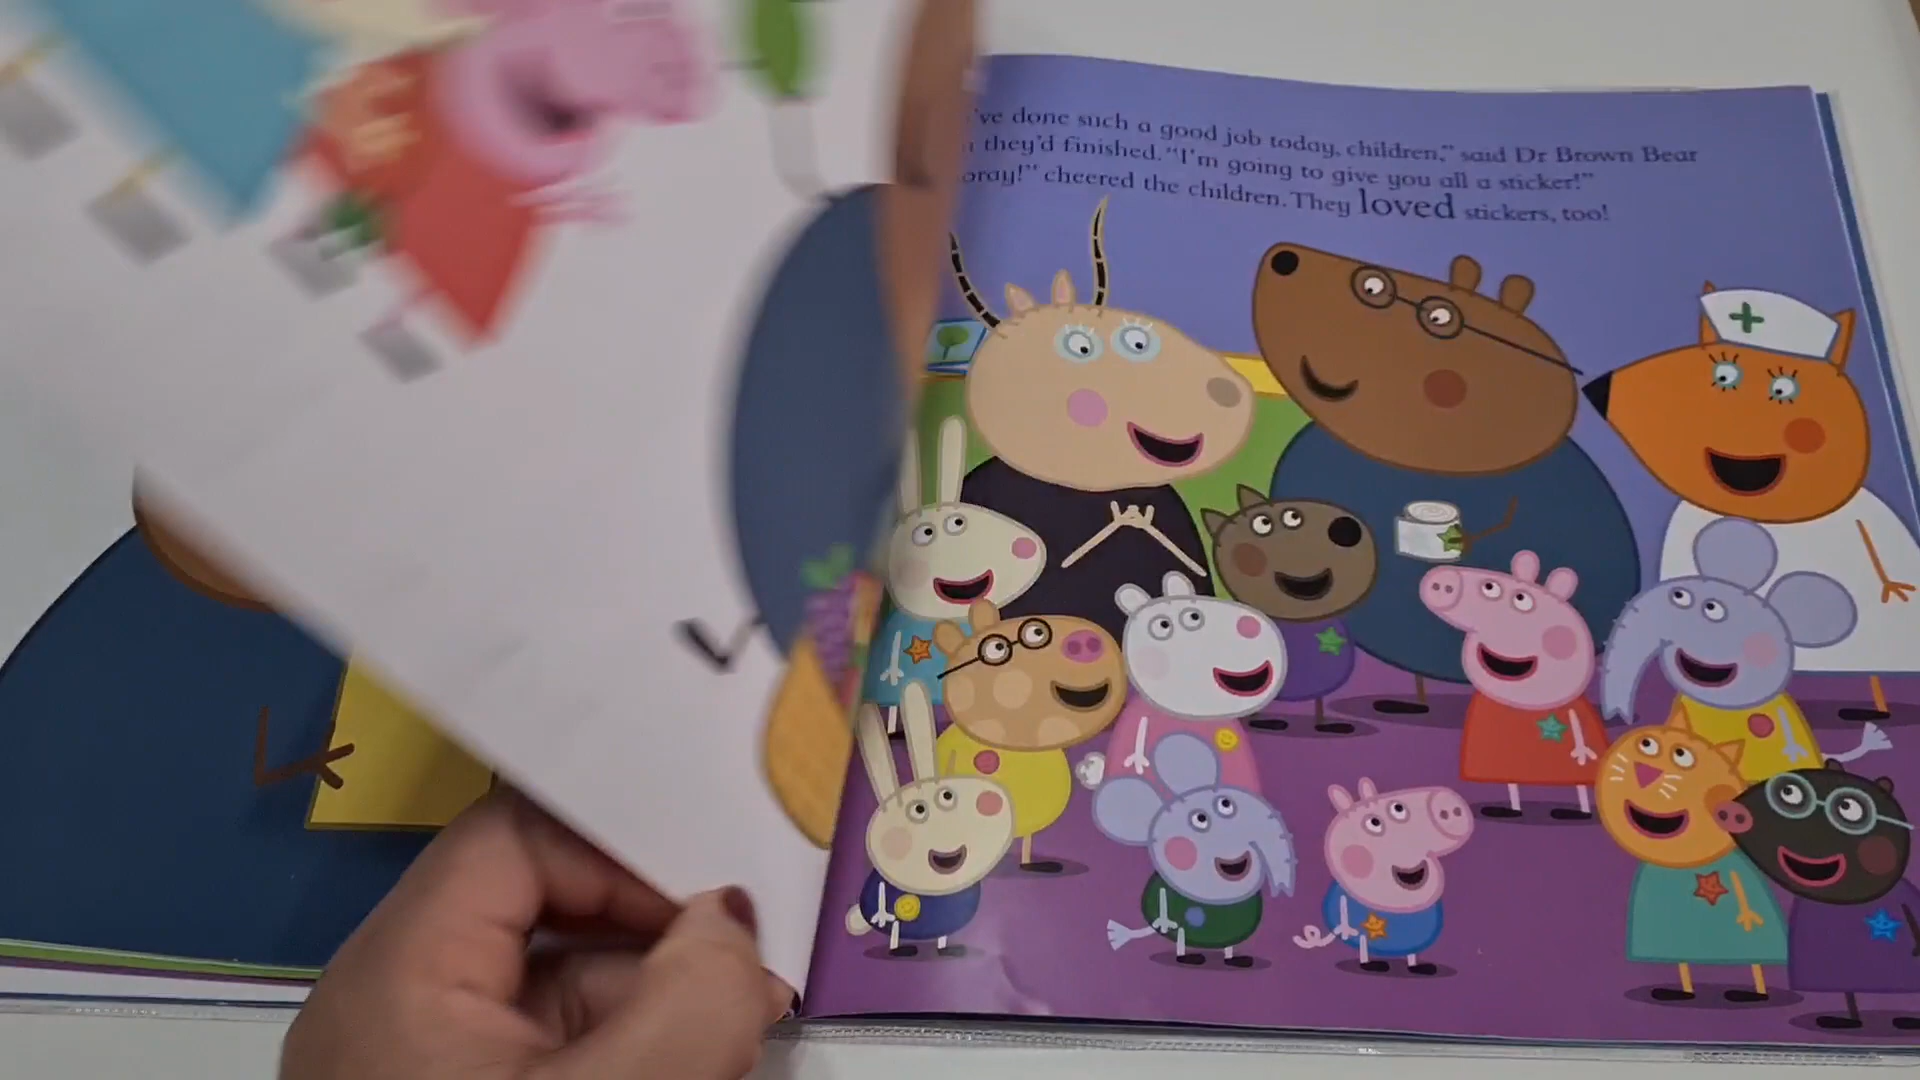 've done such a good job today, children," said Dr Brown Bear
they'd finished. "I'm going to give you all a sticker!"
oray!" cheered the children. They loved stickers, too!